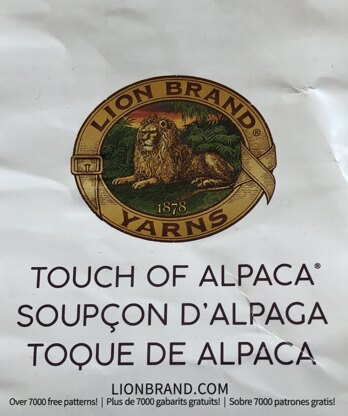 LION BRAND®
1878
YARNS
TOUCH OF ALPACA®
SOUPÇON D'ALPAGA
TOQUE DE ALPACA
LIONBRAND.COM
Over 7000 free patterns! | Plus de 7000 gabarits gratuits! | Sobre 7000 patrones gratis!